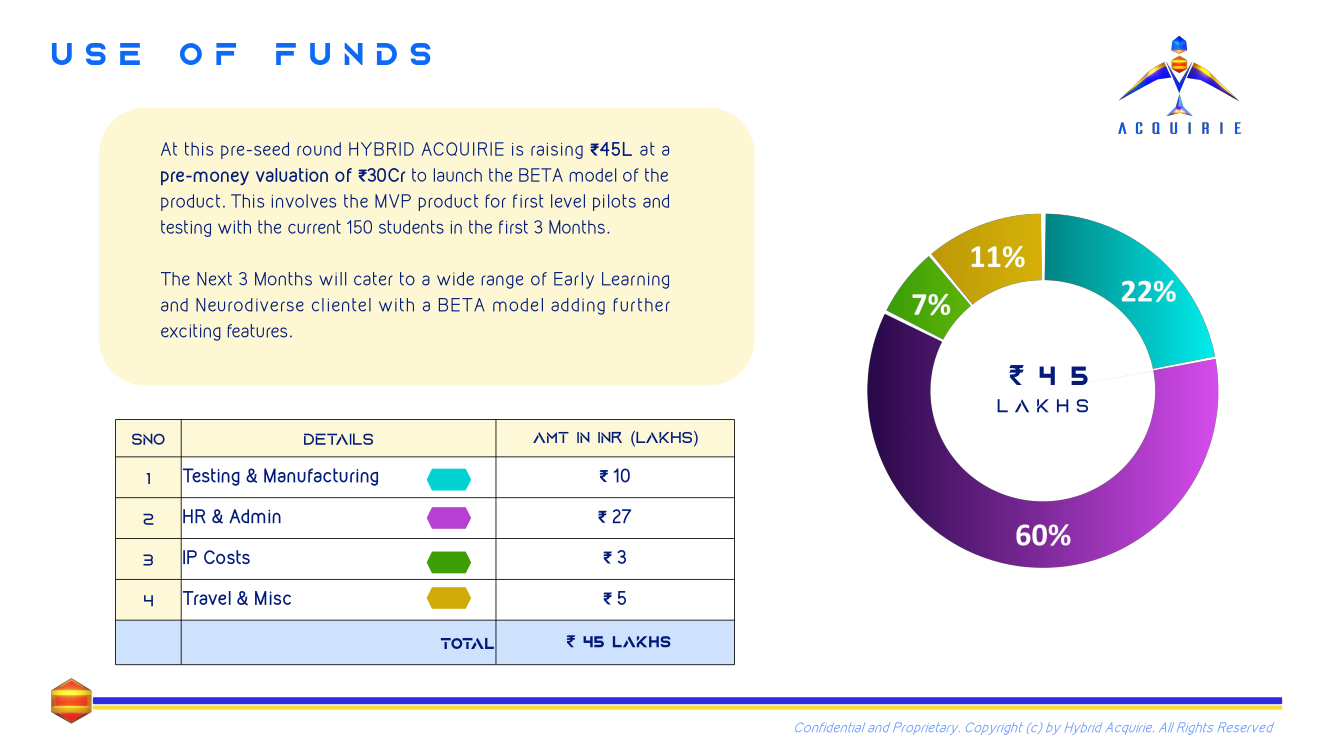 USE OF FUNDS
ACQUIRIE
At this pre-seed round HYBRID ACQUIRIE is raising ₹45L at a
pre-money valuation of ₹30Cr to launch the BETA model of the
product. This involves the MVP product for first level pilots and
testing with the current 150 students in the first 3 Months.
The Next 3 Months will cater to a wide range of Early Learning
and Neurodiverse clientel with a BETA model adding further
exciting features.
11%
22%
7%
60%
₹ 45
LAKHS
SNO DETAILS AMT IN INR (LAKHS)
1 Testing & Manufacturing ₹ 10
2 HR & Admin ₹ 27
3 IP Costs ₹ 3
4 Travel & Misc ₹ 5
TOTAL ₹ 45 LAKHS
Confidential and Proprietary. Copyright (c) by Hybrid Acquirie. All Rights Reserved